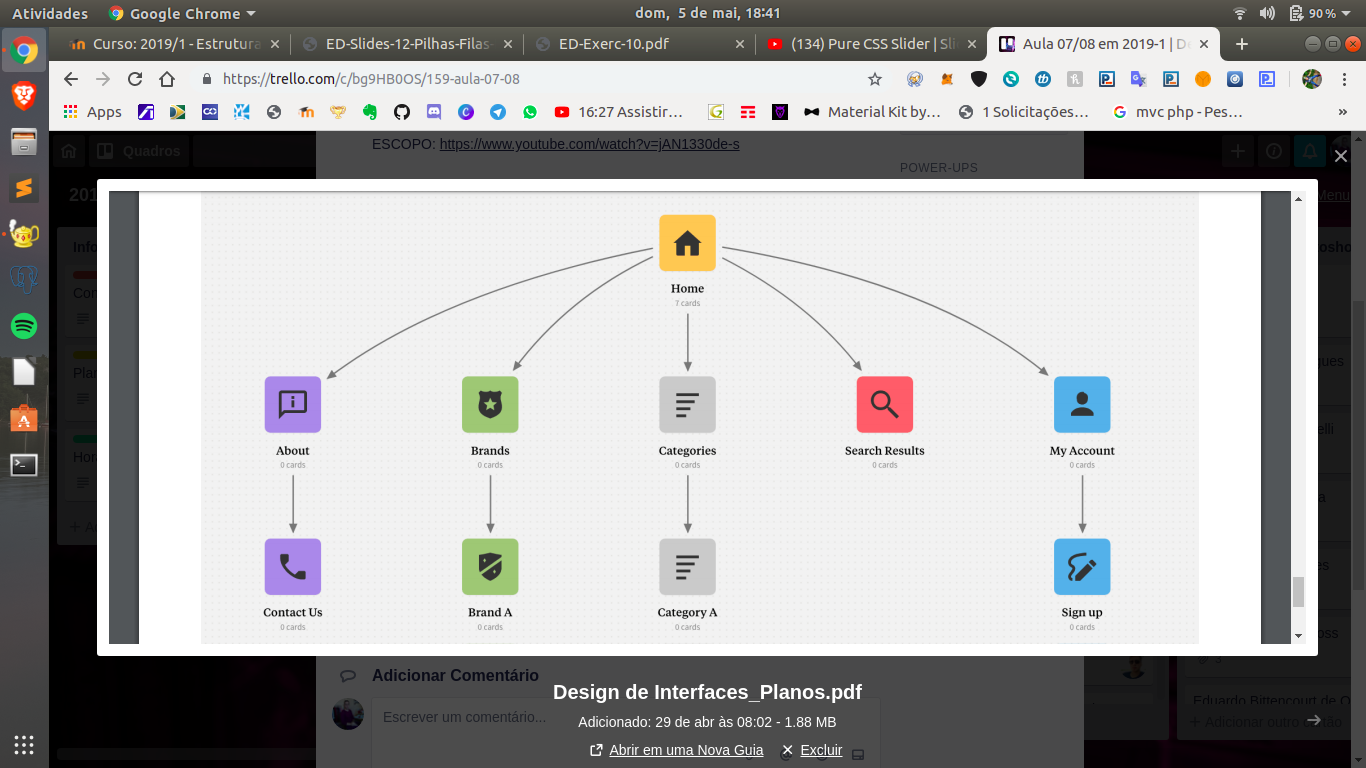 Atividades
Google Chrome
dom, 5 de mai, 18:41
90 %
Curso: 2019/1 - Estrutura
ED-Slides-12-Pilhas-Filas-
ED-Exerc-10.pdf
(134) Pure CSS Slider | Sli
Aula 07/08 em 2019-1 | D
https://trello.com/c/bg9HB0OS/159-aula-07-08
Apps
16:27 Assistir…
Material Kit by…
1 Solicitações…
mvc php - Pes…
»
ESCOPO: https://www.youtube.com/watch?v=jAN1330de-s
Quadros
POWER-UPS
Menu
Home
7 cards
About
0 cards
Brands
0 cards
Categories
0 cards
Search Results
0 cards
My Account
0 cards
Contact Us
0 cards
Brand A
0 cards
Category A
0 cards
Sign up
0 cards
Adicionar Comentário
Escrever um comentário...
Design de Interfaces_Planos.pdf
Adicionado: 29 de abr às 08:02 - 1.88 MB
Abrir em uma Nova Guia
Excluir
3
Eduardo Bittencourt de O
+ Adicionar outro cartão